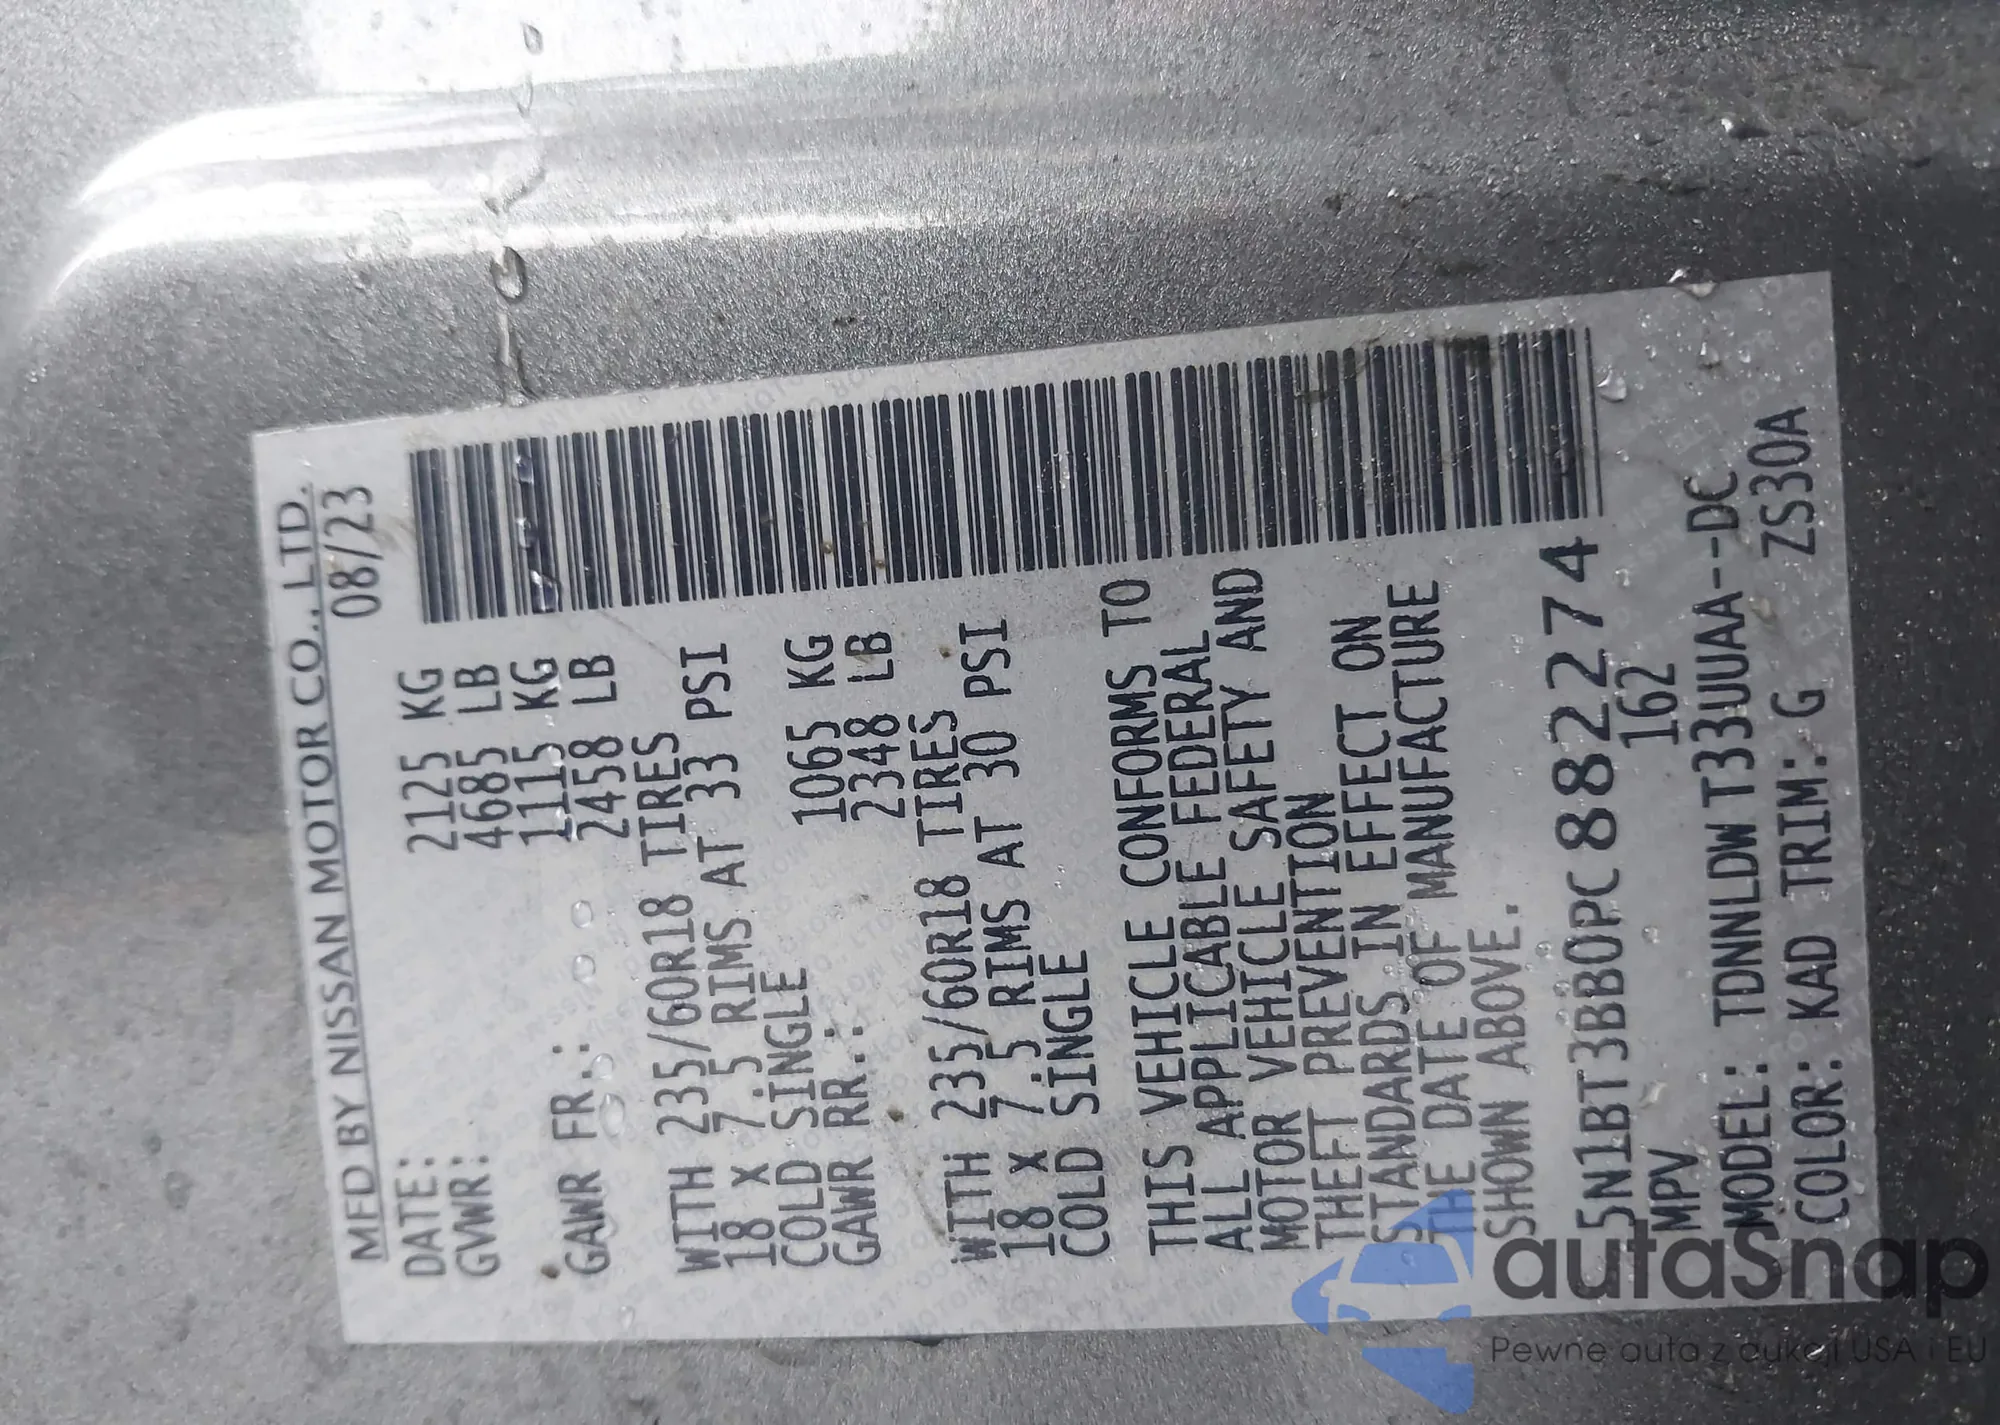 MFD BY NISSAN MOTOR CO., LTD.
DATE: 08/23
GVWR: 2125 KG
4685 LB
1115 KG
GAWR FR.: 2458 LB
WITH 235/60R18 TIRES
18 x 7.5 RIMS AT 33 PSI
COLD SINGLE
GAWR RR.: 1065 KG
2348 LB
WITH 235/60R18 TIRES
18 x 7.5 RIMS AT 30 PSI
COLD SINGLE
THIS VEHICLE CONFORMS TO
ALL APPLICABLE FEDERAL
MOTOR VEHICLE SAFETY AND
THEFT PREVENTION
STANDARDS IN EFFECT ON
THE DATE OF MANUFACTURE
SHOWN ABOVE.
5N1BT3BB0PC882274
MPV 162
MODEL: TDNNLDW T33UUAA--DC
COLOR: KAD TRIM: G ZS30A
autaSnap
Pewne auta z aukcji USA i EU